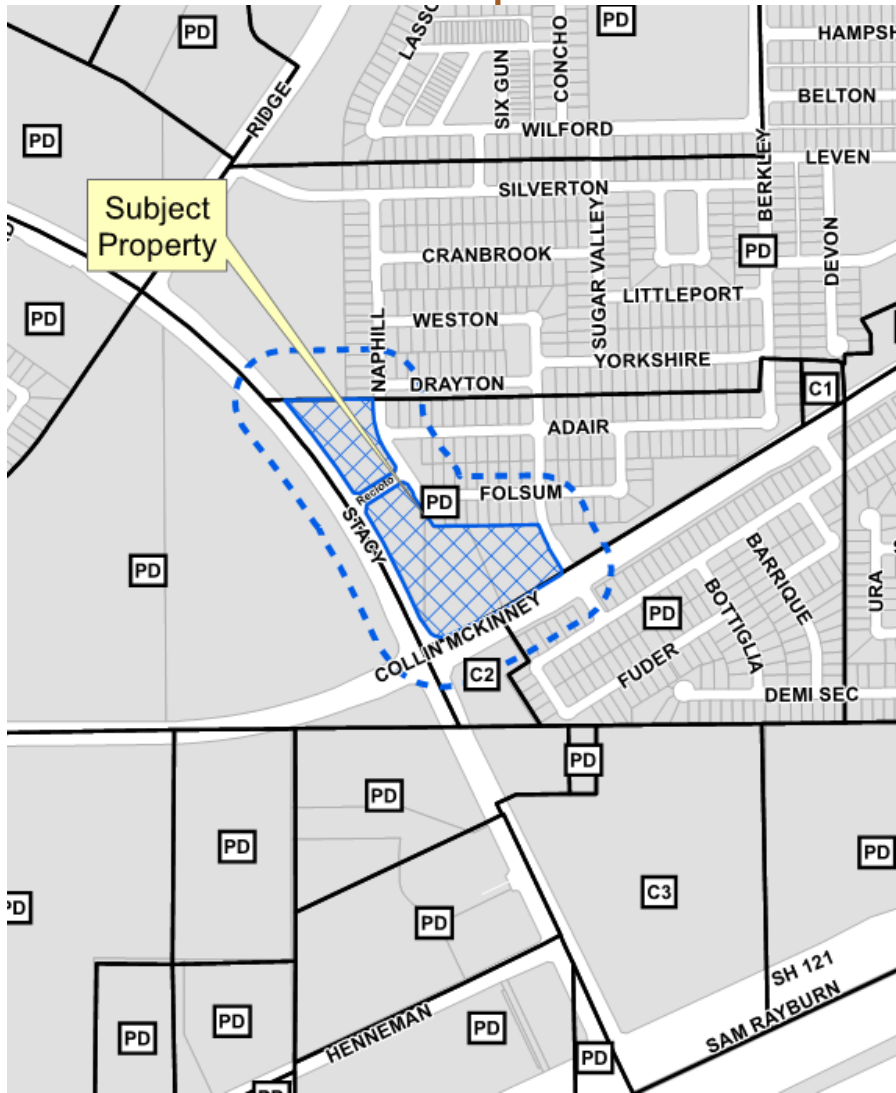 PD
PD
LASSO
SIX GUN
CONCHO
HAMPSH
RIDGE
BELTON
PD
WILFORD
LEVEN
Subject
Property
SILVERTON
BERKLEY
SUGAR VALLEY
CRANBROOK
PD
DEVON
LITTLEPORT
PD
WESTON
NAPHILL
YORKSHIRE
DRAYTON
C1
ADAIR
Recioto
PD
FOLSUM
STACY
PD
BARRIQUE
BOTTIGLIA
URA
PD
COLLIN MCKINNEY
FUDER
C2
DEMI SEC
PD
PD
PD
PD
C3
PD
PD
SH 121
SAM RAYBURN
PD
PD
HENNEMAN
PD
PD